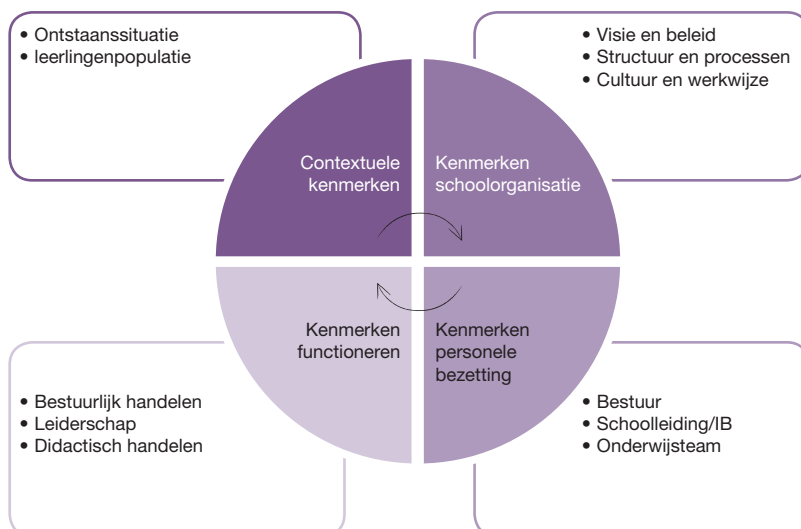 • Ontstaanssituatie
• leerlingenpopulatie
• Visie en beleid
• Structuur en processen
• Cultuur en werkwijze
Contextuele
kenmerken
Kenmerken
schoolorganisatie
Kenmerken
functioneren
Kenmerken
personele
bezetting
• Bestuurlijk handelen
• Leiderschap
• Didactisch handelen
• Bestuur
• Schoolleiding/IB
• Onderwijsteam